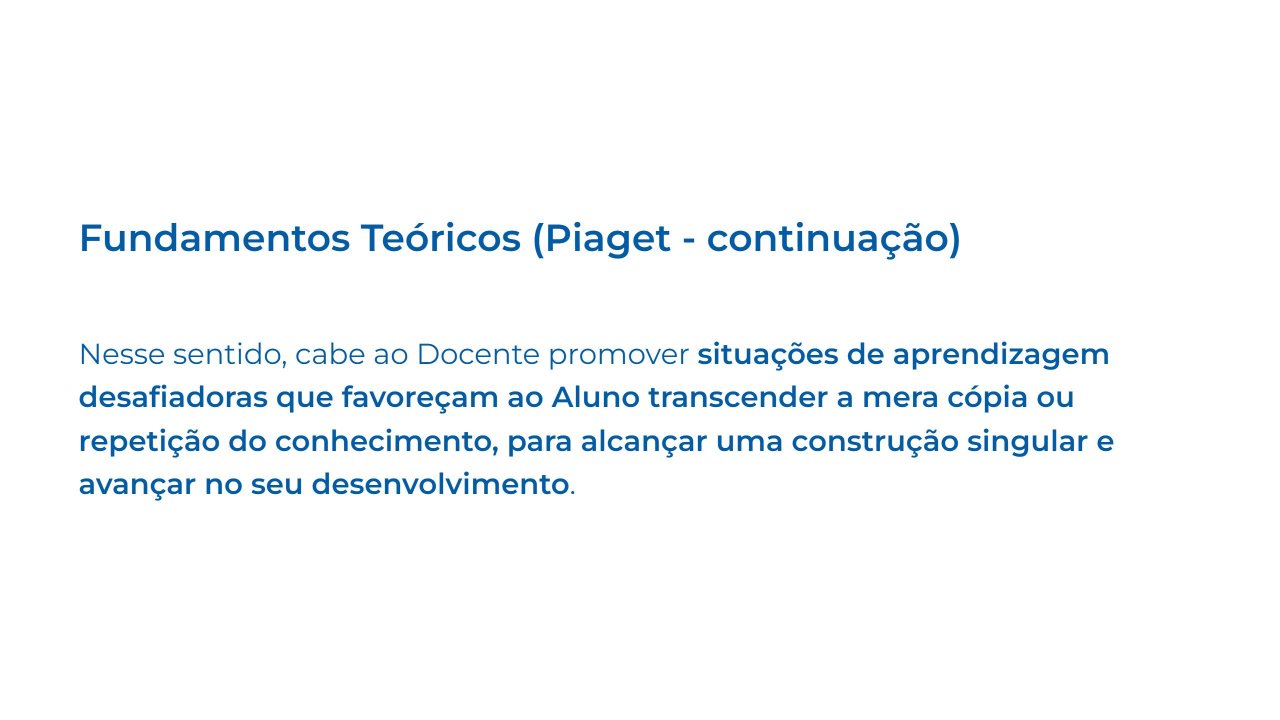 Fundamentos Teóricos (Piaget - continuação)
Nesse sentido, cabe ao Docente promover situações de aprendizagem
desafiadoras que favoreçam ao Aluno transcender a mera cópia ou
repetição do conhecimento, para alcançar uma construção singular e
avançar no seu desenvolvimento.